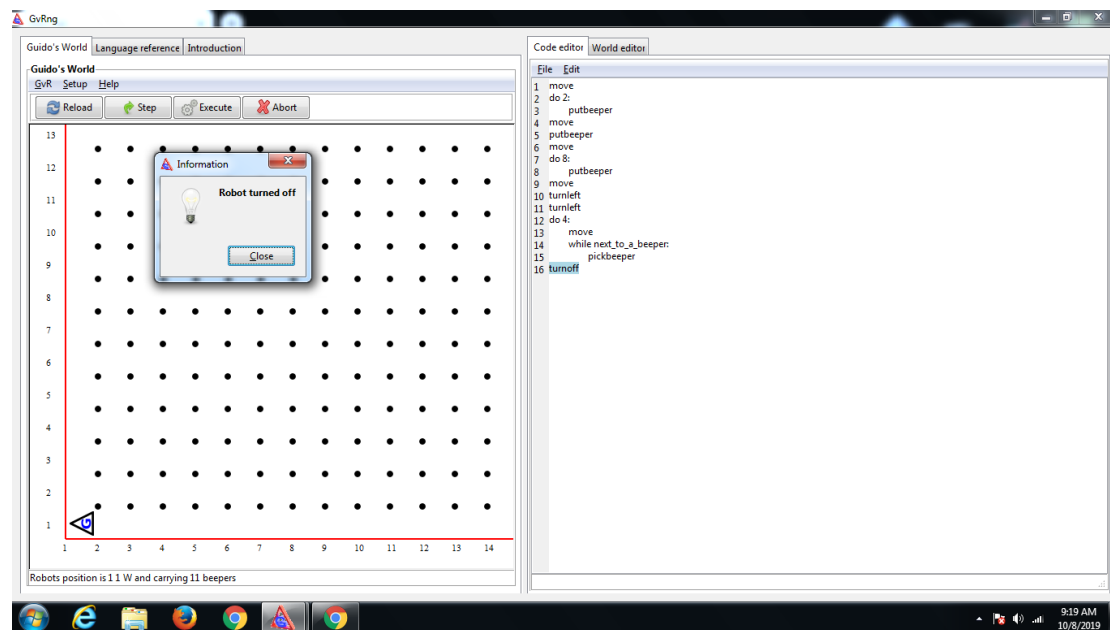 GvRng
Guido's World Language reference Introduction
Guido's World
GvR Setup Help
Reload Step Execute Abort
13
12
11
10
9
8
7
6
5
4
3
2
1
1 2 3 4 5 6 7 8 9 10 11 12 13 14
G
Robots position is 1 1 W and carrying 11 beepers
Information
Robot turned off
Close
Code editor World editor
File Edit
1 move
2 do 2:
3 putbeeper
4 move
5 putbeeper
6 move
7 do 8:
8 putbeeper
9 move
10 turnleft
11 turnleft
12 do 4:
13 move
14 while next_to_a_beeper:
15 pickbeeper
16 turnoff
9:19 AM
10/8/2019